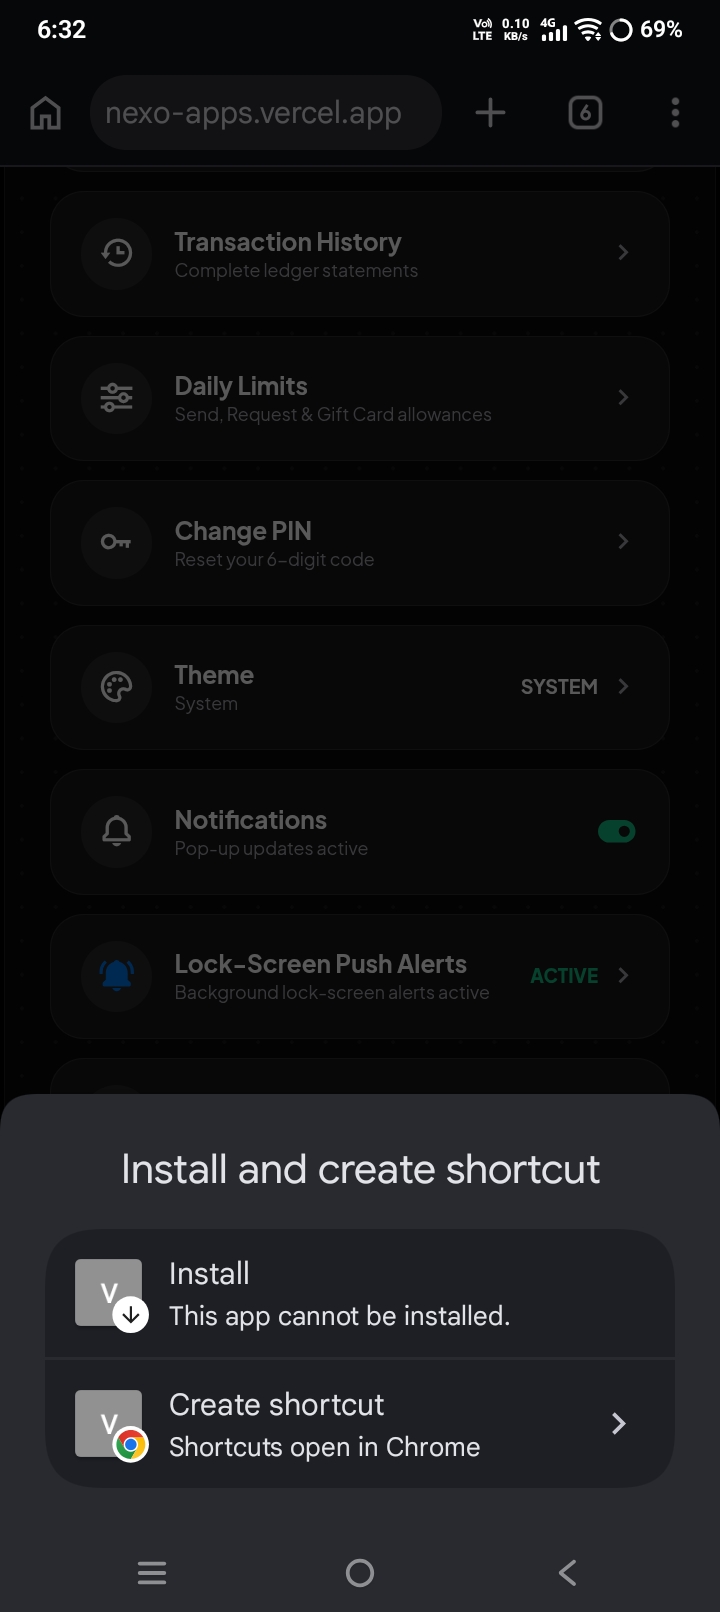 6:32
Vo) LTE
0.10 KB/s
4G
69%
nexo-apps.vercel.app
6
Transaction History
Complete ledger statements
Daily Limits
Send, Request & Gift Card allowances
Change PIN
Reset your 6-digit code
Theme
System
SYSTEM
Notifications
Pop-up updates active
Lock-Screen Push Alerts
Background lock-screen alerts active
ACTIVE
Install and create shortcut
V
Install
This app cannot be installed.
V
Create shortcut
Shortcuts open in Chrome